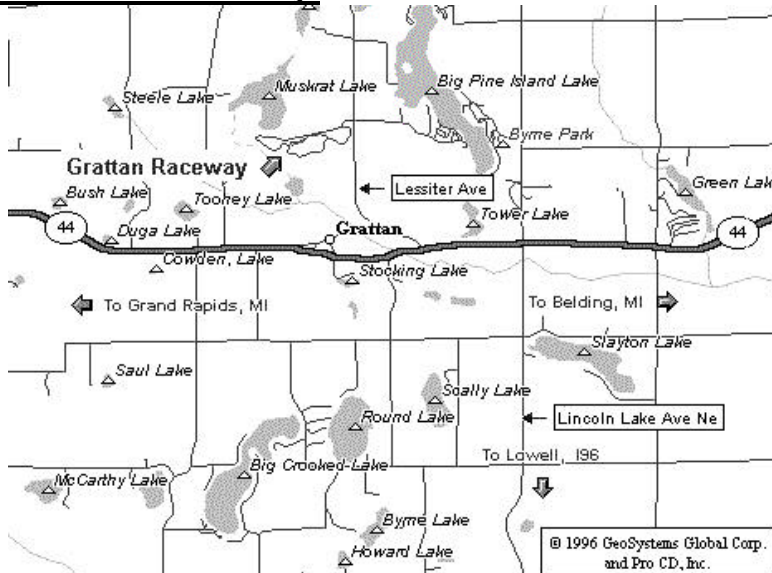 Big Pine Island Lake
Muskrat Lake
Steele Lake
Byrne Park
Grattan Raceway
Green Lak
Lessiter Ave
Bush Lake
Toohey Lake
Tower Lake
44
Duga Lake
Grattan
44
Cowden, Lake
Stocking Lake
To Grand Rapids, MI
To Belding, MI
Slayton Lake
Saul Lake
Scally Lake
Round Lake
Lincoln Lake Ave Ne
To Lowell, I96
Big Crooked Lake
McCarthy Lake
Byrne Lake
Howard Lake
© 1996 GeoSystems Global Corp.
and Pro CD, Inc.